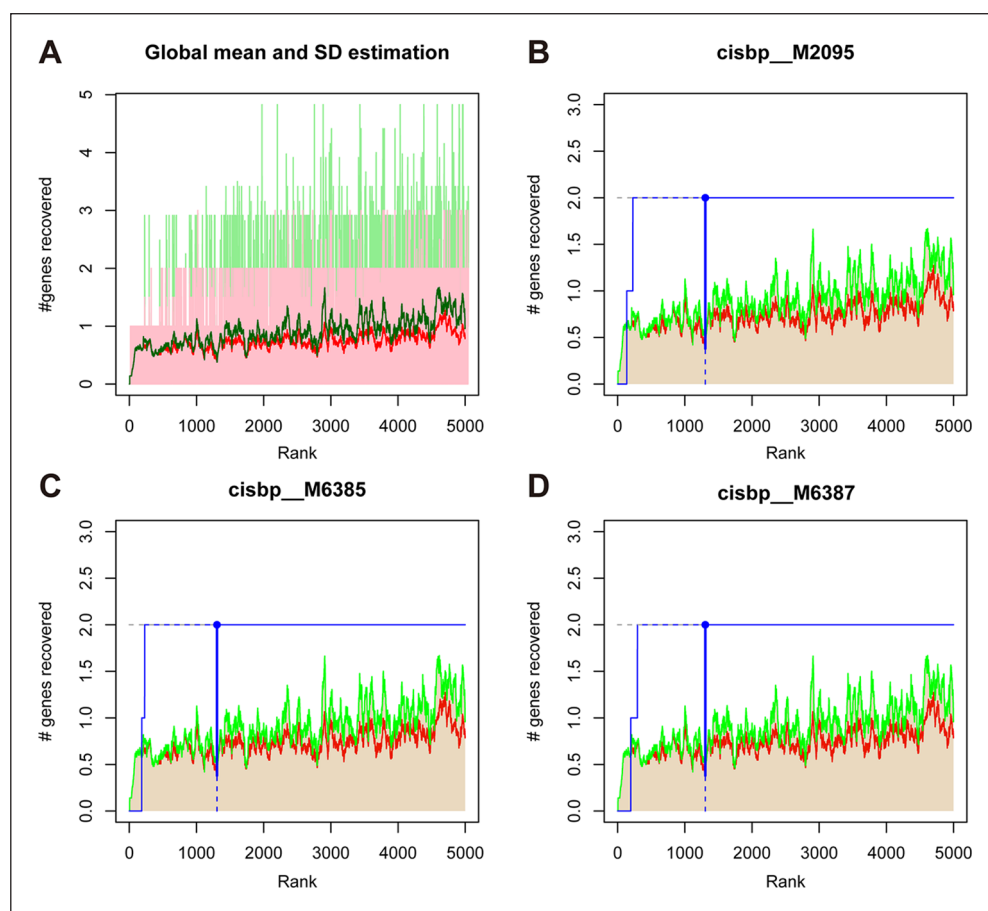 A
Global mean and SD estimation
#genes recovered
5
4
3
2
1
0
0 1000 2000 3000 4000 5000
Rank
B
cisbp__M2095
# genes recovered
3.0
2.5
2.0
1.5
1.0
0.5
0.0
0 1000 2000 3000 4000 5000
Rank
C
cisbp__M6385
# genes recovered
3.0
2.5
2.0
1.5
1.0
0.5
0.0
0 1000 2000 3000 4000 5000
Rank
D
cisbp__M6387
# genes recovered
3.0
2.5
2.0
1.5
1.0
0.5
0.0
0 1000 2000 3000 4000 5000
Rank